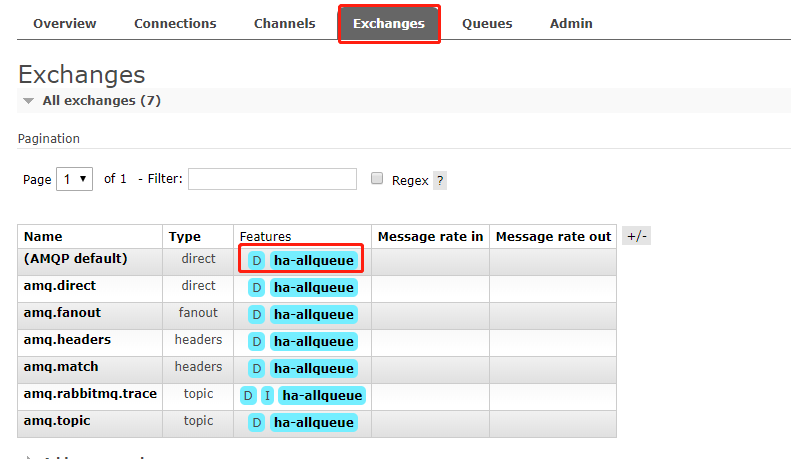 Overview Connections Channels Exchanges Queues Admin
Exchanges
All exchanges (7)
Pagination
Page 1 of 1 - Filter: Regex ?
Name Type Features Message rate in Message rate out +/-
(AMQP default) direct D ha-allqueue
amq.direct direct D ha-allqueue
amq.fanout fanout D ha-allqueue
amq.headers headers D ha-allqueue
amq.match headers D ha-allqueue
amq.rabbitmq.trace topic D I ha-allqueue
amq.topic topic D ha-allqueue